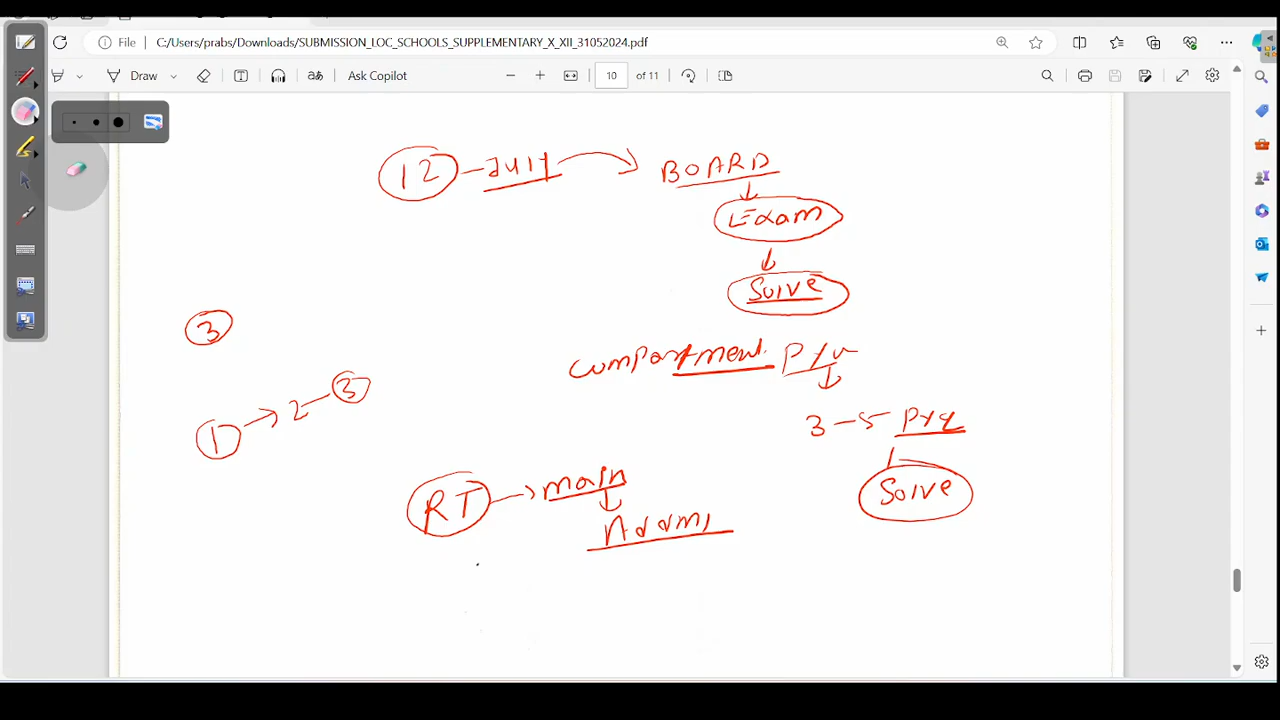 File C:/Users/prabs/Downloads/SUBMISSION_LOC_SCHOOLS_SUPPLEMENTARY_X_XII_31052024.pdf
Draw Ask Copilot 10 of 11
12 - July BOARD
Exam
Solve
3
compartment pyq
1 → 2 - 3
3-5 pyq
RT → main
Solve